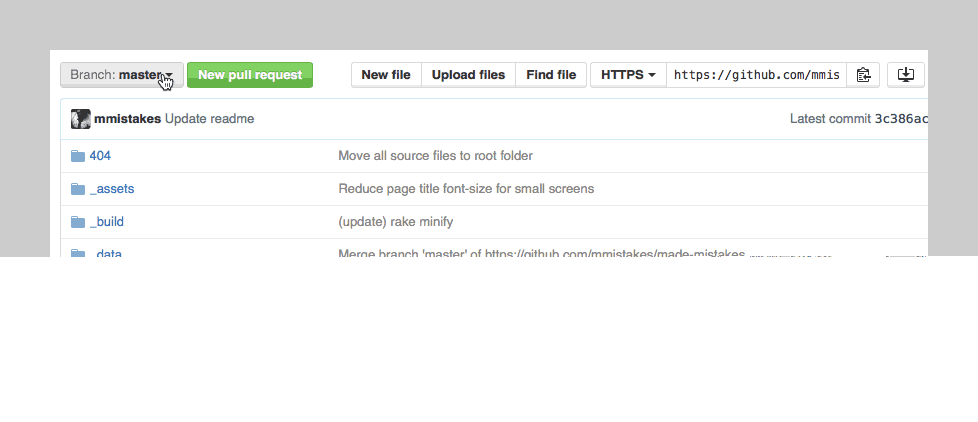 Branch: master New pull request New file Upload files Find file HTTPS https://github.com/mmis
mmistakes Update readme Latest commit 3c386ac
404 Move all source files to root folder
_assets Reduce page title font-size for small screens
_build (update) rake minify
_data Merge branch 'master' of https://github.com/mmistakes/made-mistakes